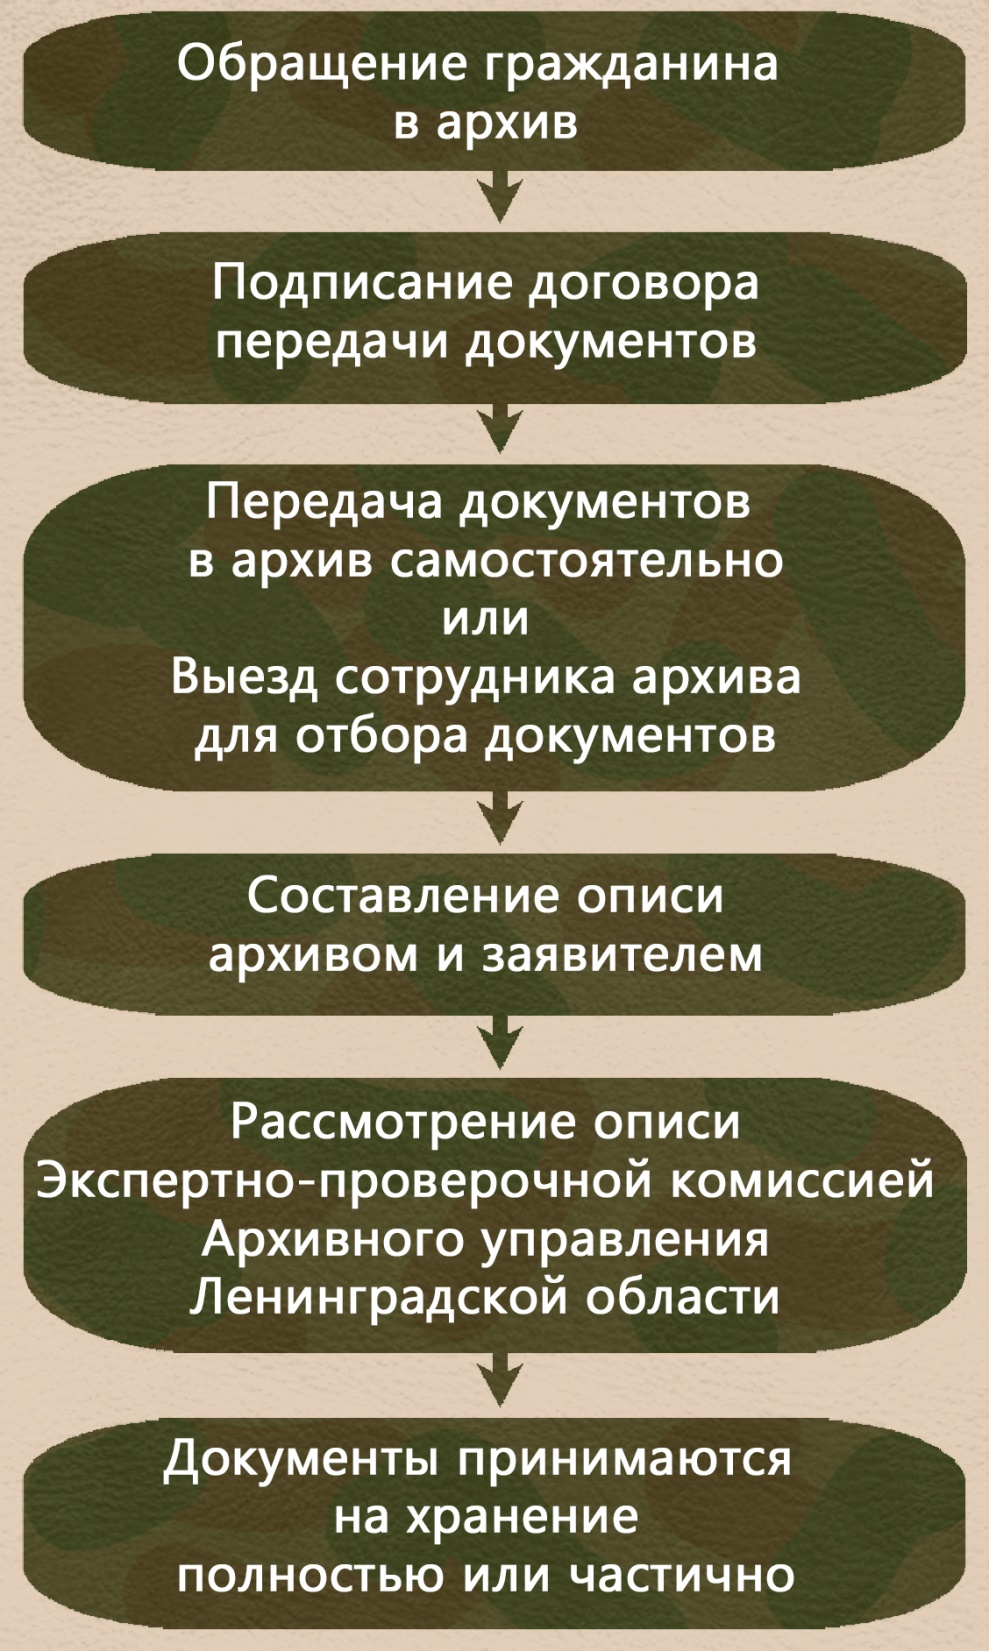 Обращение гражданина
в архив
Подписание договора
передачи документов
Передача документов
в архив самостоятельно
или
Выезд сотрудника архива
для отбора документов
Составление описи
архивом и заявителем
Рассмотрение описи
Экспертно-проверочной комиссией
Архивного управления
Ленинградской области
Документы принимаются
на хранение
полностью или частично